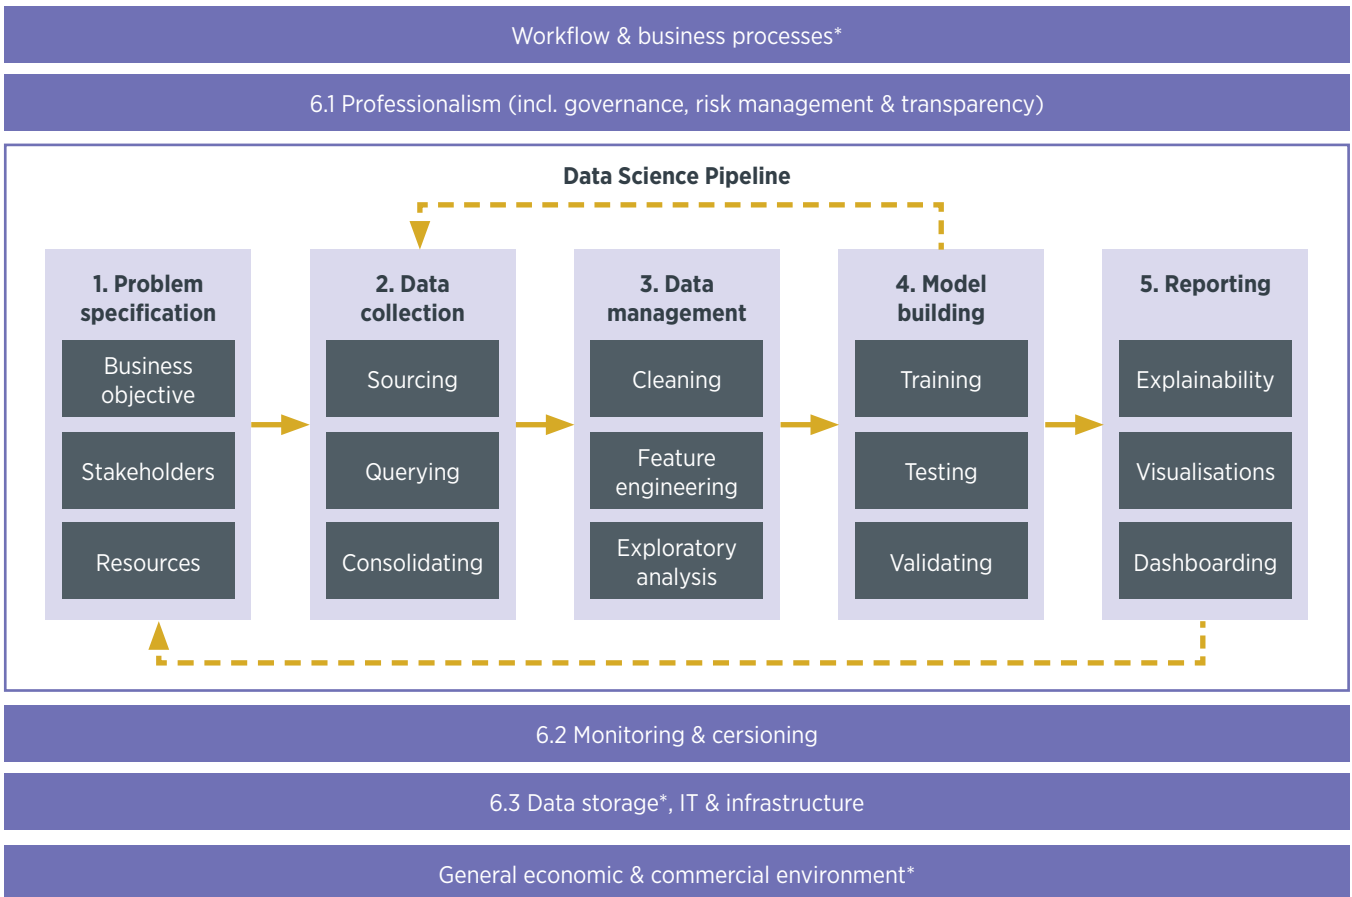 Workflow & business processes*
6.1 Professionalism (incl. governance, risk management & transparency)
Data Science Pipeline
1. Problem
specification
Business
objective
Stakeholders
Resources
2. Data
collection
Sourcing
Querying
Consolidating
3. Data
management
Cleaning
Feature
engineering
Exploratory
analysis
4. Model
building
Training
Testing
Validating
5. Reporting
Explainability
Visualisations
Dashboarding
6.2 Monitoring & cersioning
6.3 Data storage*, IT & infrastructure
General economic & commercial environment*